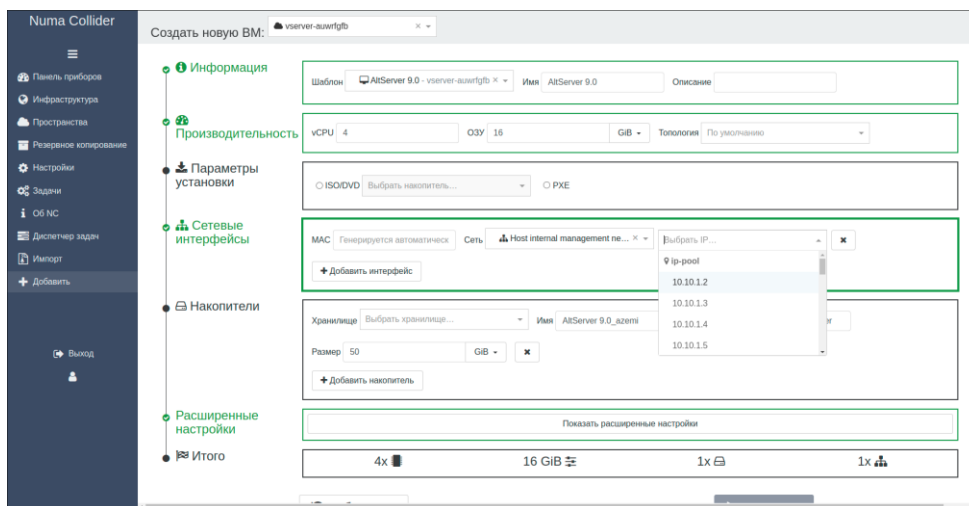 Numa Collider
Создать новую ВМ: vserver-auwrfgfb × 
Панель приборов
Инфраструктура
Пространства
Резервное копирование
Настройки
Задачи
Об NC
Диспетчер задач
Импорт
Добавить
Выход
Информация
Шаблон AltServer 9.0 - vserver-auwrfgfb × Имя AltServer 9.0 Описание
Производительность
vCPU 4 ОЗУ 16 GiB Топология По умолчанию
Параметры установки
ISO/DVD Выбрать накопитель... PXE
Сетевые интерфейсы
MAC Генерируется автоматическ Сеть Host internal management ne... × Выбрать IP...
ip-pool
10.10.1.2
10.10.1.3
10.10.1.4
10.10.1.5
+ Добавить интерфейс
Накопители
Хранилище Выбрать хранилище... Имя AltServer 9.0_azemi
Размер 50 GiB
+ Добавить накопитель
Расширенные настройки
Показать расширенные настройки
Итого
4x 16 GiB 1x 1x